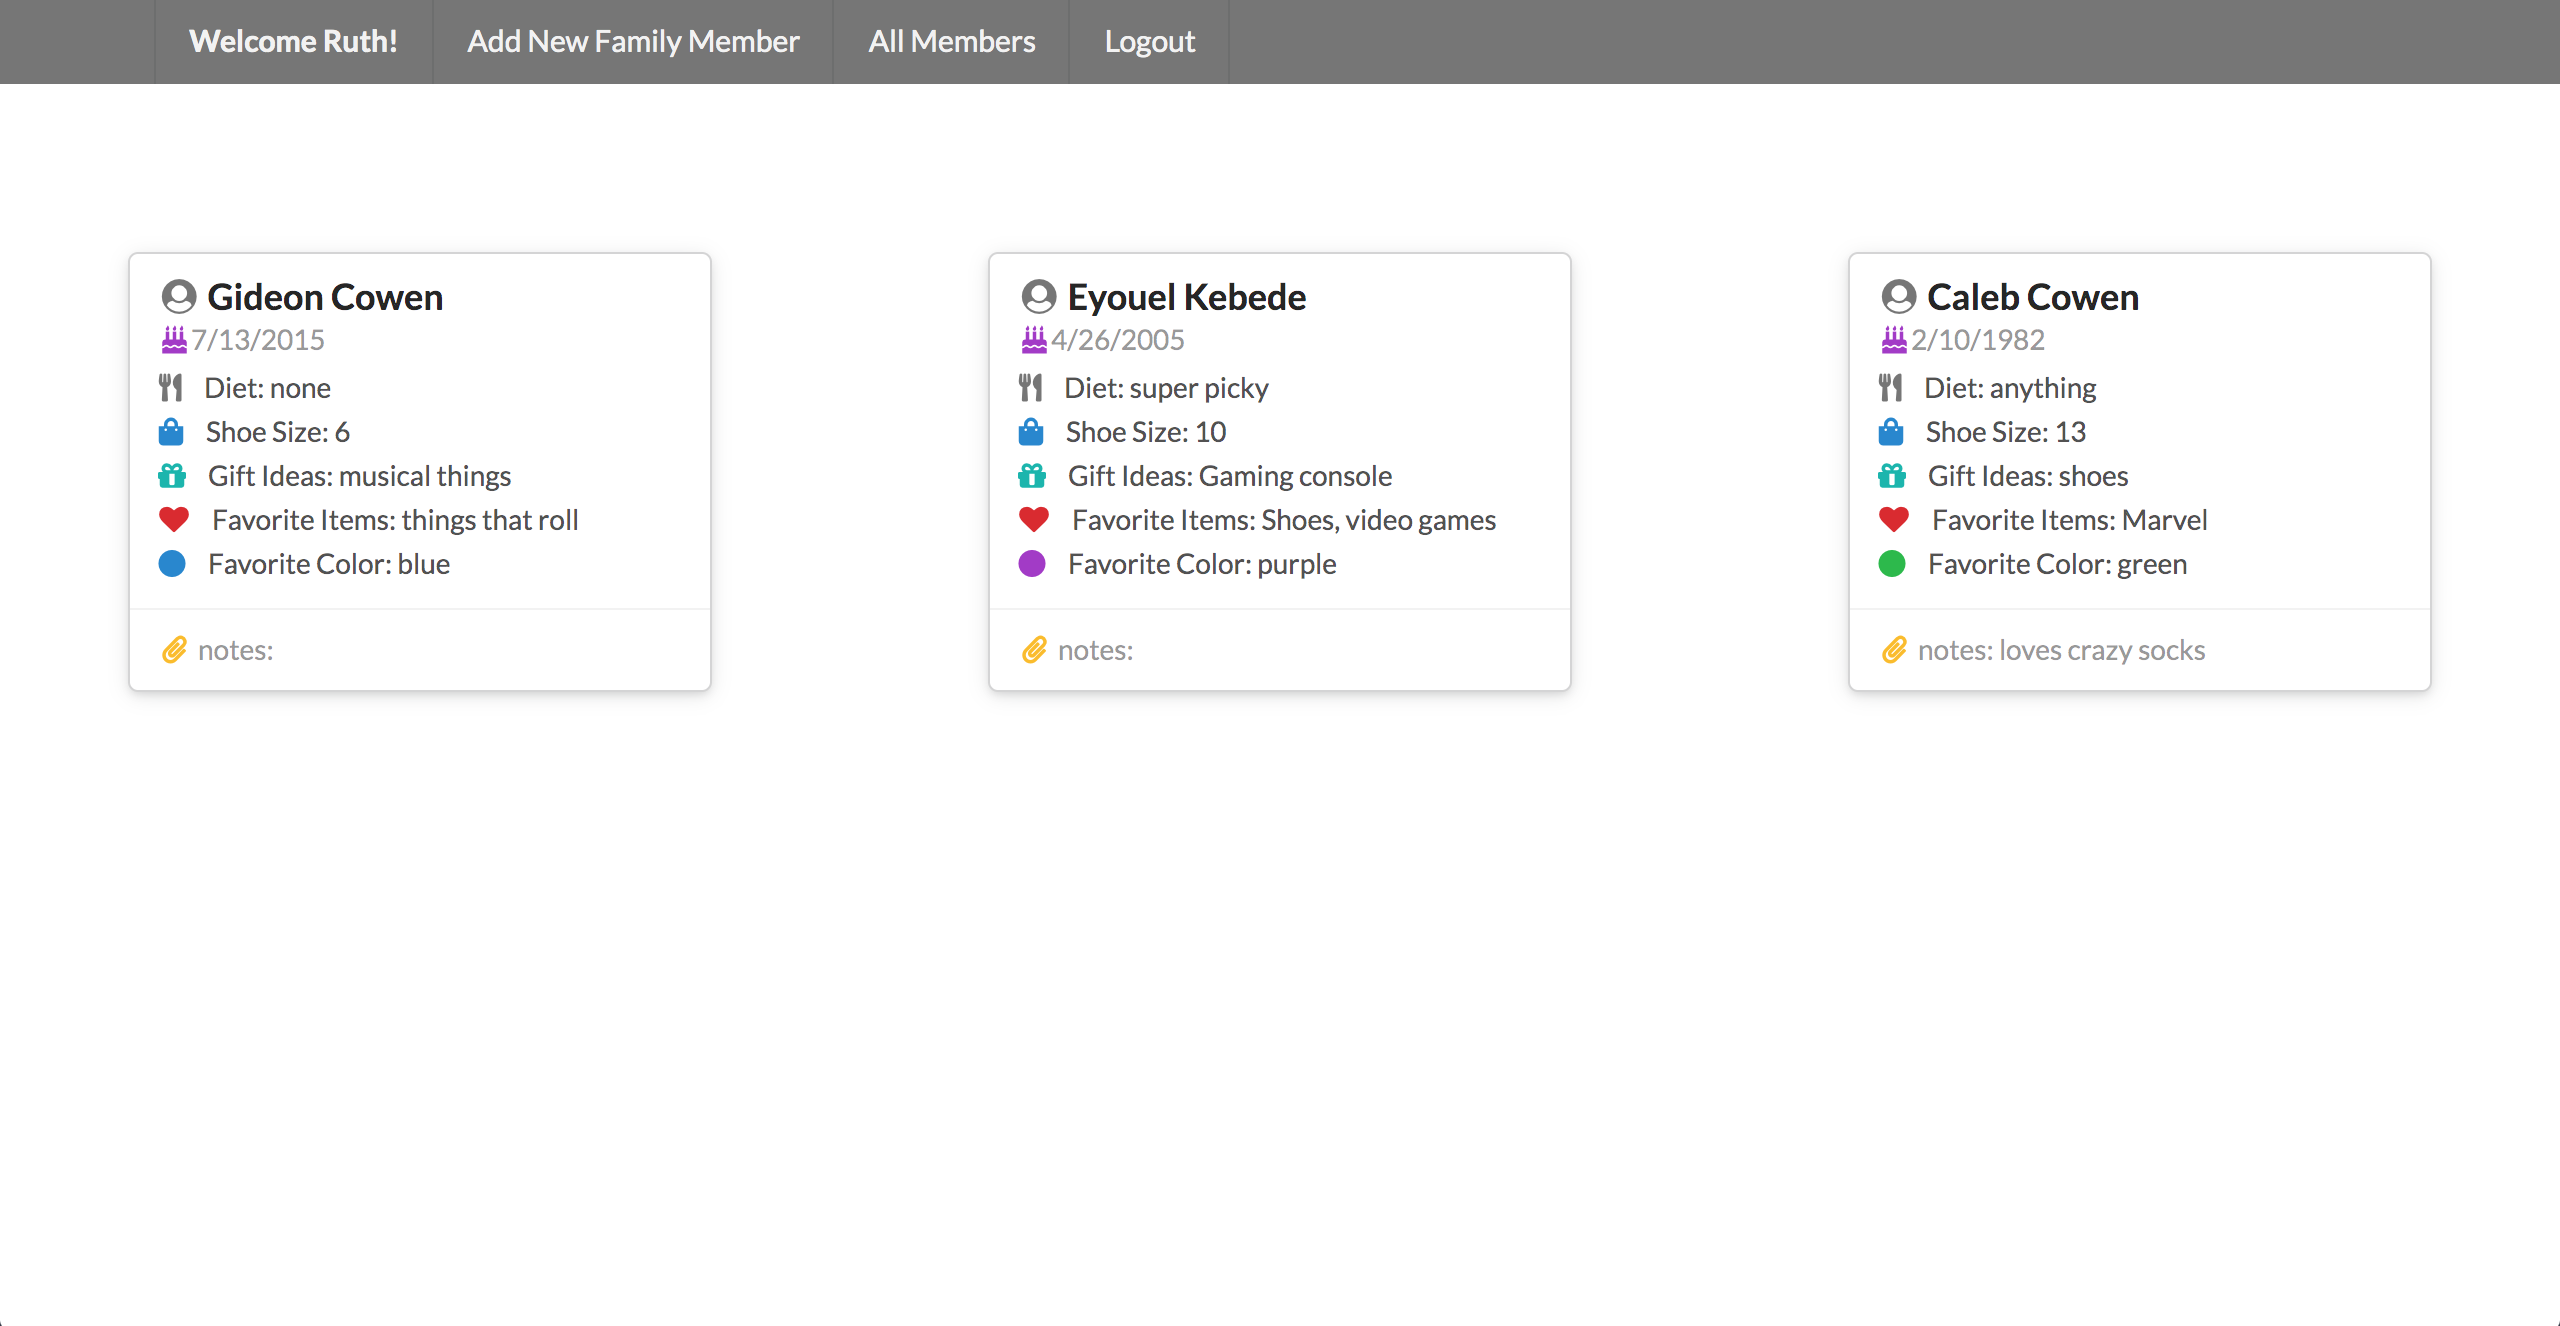 Welcome Ruth! Add New Family Member All Members Logout
Gideon Cowen
7/13/2015
Diet: none
Shoe Size: 6
Gift Ideas: musical things
Favorite Items: things that roll
Favorite Color: blue
notes:
Eyouel Kebede
4/26/2005
Diet: super picky
Shoe Size: 10
Gift Ideas: Gaming console
Favorite Items: Shoes, video games
Favorite Color: purple
notes:
Caleb Cowen
2/10/1982
Diet: anything
Shoe Size: 13
Gift Ideas: shoes
Favorite Items: Marvel
Favorite Color: green
notes: loves crazy socks